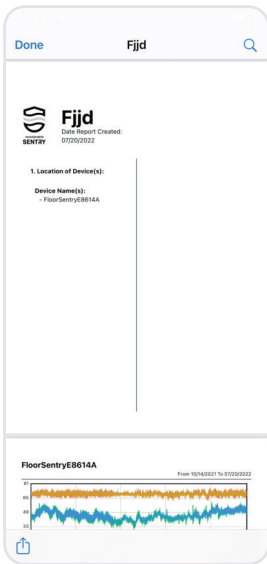 Done
Fjjd
Fjjd
Date Report Created:
07/20/2022
SENTRY
1. Location of Device(s):
Device Name(s):
- FloorSentryE8614A
FloorSentryE8614A
From 10/14/2021 To 07/20/2022
81
65
49
33